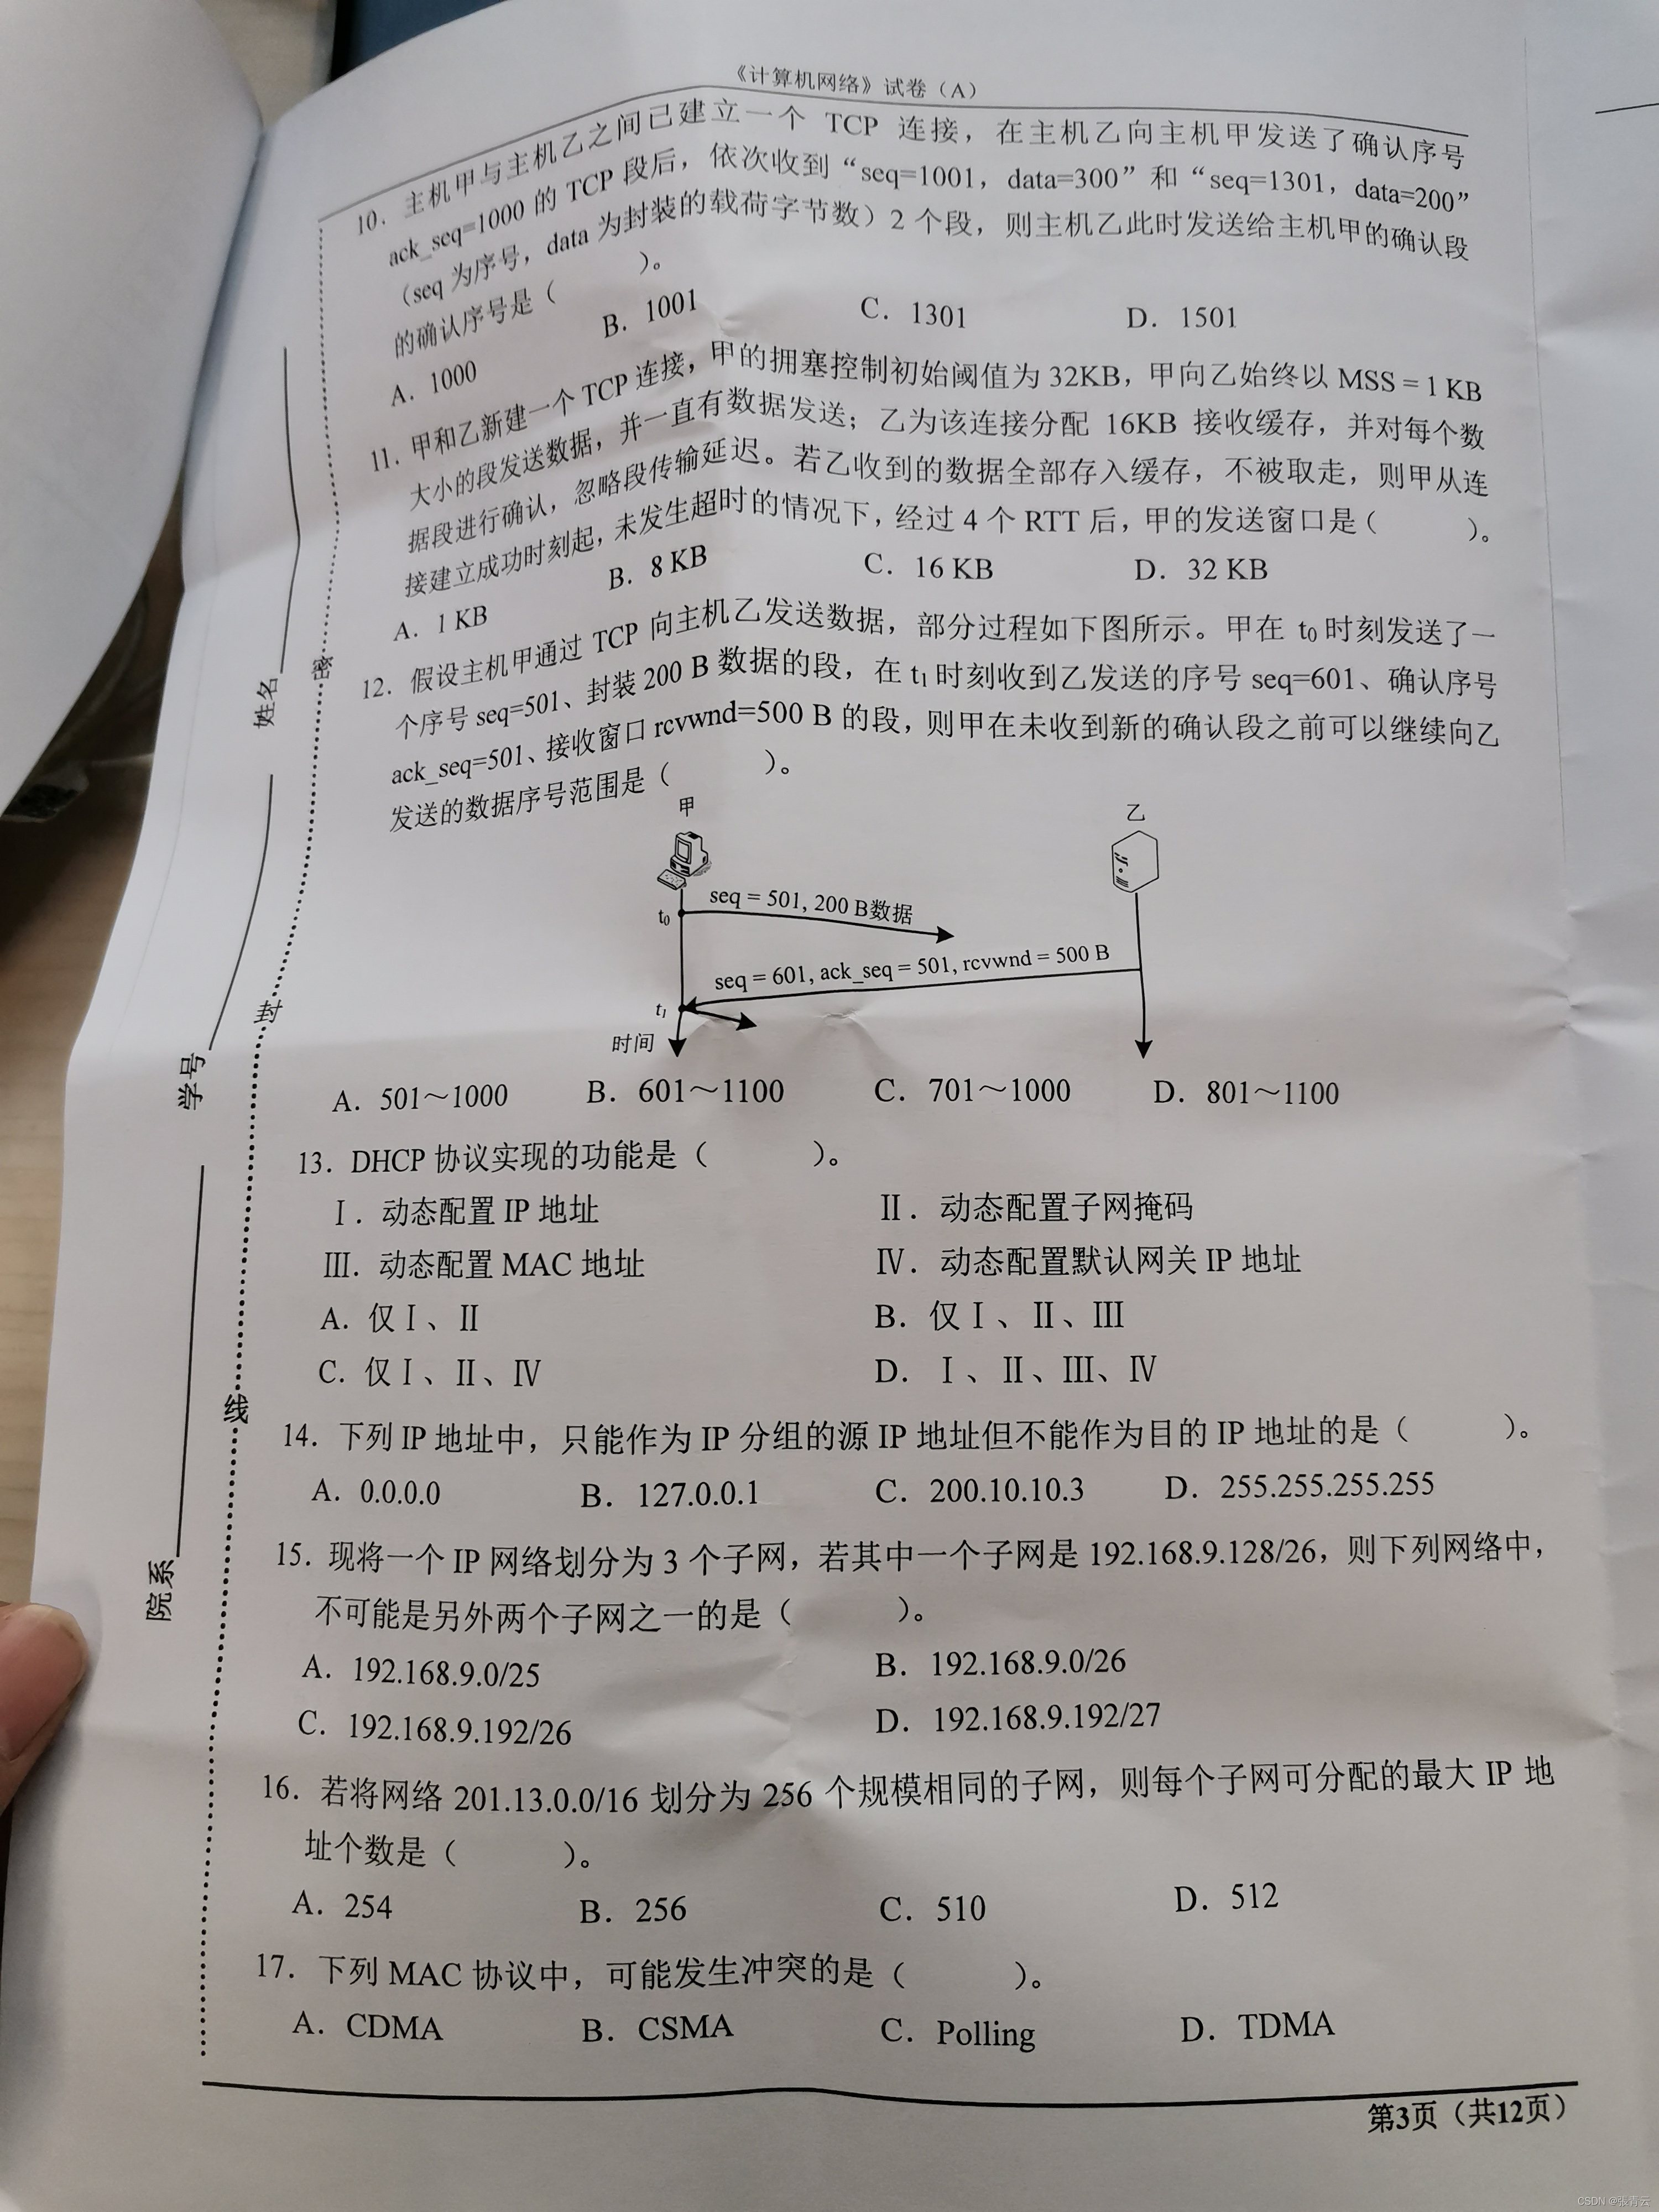 《计算机网络》试卷（A）
10．主机甲与主机乙之间已建立一个 TCP 连接，在主机乙向主机甲发送了确认序号
ack_seq=1000 的 TCP 段后，依次收到“seq=1001，data=300”和“seq=1301，data=200”
（seq 为序号，data 为封装的载荷字节数）2 个段，则主机乙此时发送给主机甲的确认段
的确认序号是（　　）。
A．1000　B．1001　C．1301　D．1501
11．甲和乙新建一个 TCP 连接，甲的拥塞控制初始阈值为 32KB，甲向乙始终以 MSS = 1 KB
大小的段发送数据，并一直有数据发送；乙为该连接分配 16KB 接收缓存，并对每个数
据段进行确认，忽略段传输延迟。若乙收到的数据全部存入缓存，不被取走，则甲从连
接建立成功时刻起，未发生超时的情况下，经过 4 个 RTT 后，甲的发送窗口是（　　）。
A．1 KB　B．8 KB　C．16 KB　D．32 KB
12．假设主机甲通过 TCP 向主机乙发送数据，部分过程如下图所示。甲在 t0 时刻发送了一
个序号 seq=501、封装 200 B 数据的段，在 t1 时刻收到乙发送的序号 seq=601、确认序号
ack_seq=501、接收窗口 rcvwnd=500 B 的段，则甲在未收到新的确认段之前可以继续向乙
发送的数据序号范围是（　　）。
甲　乙
seq = 501, 200 B数据
t0
seq = 601, ack_seq = 501, rcvwnd = 500 B
t1
时间
A．501～1000　B．601～1100　C．701～1000　D．801～1100
13．DHCP 协议实现的功能是（　　）。
Ⅰ．动态配置 IP 地址　Ⅱ．动态配置子网掩码
Ⅲ．动态配置 MAC 地址　Ⅳ．动态配置默认网关 IP 地址
A．仅Ⅰ、Ⅱ　B．仅Ⅰ、Ⅱ、Ⅲ
C．仅Ⅰ、Ⅱ、Ⅳ　D．Ⅰ、Ⅱ、Ⅲ、Ⅳ
14．下列 IP 地址中，只能作为 IP 分组的源 IP 地址但不能作为目的 IP 地址的是（　　）。
A．0.0.0.0　B．127.0.0.1　C．200.10.10.3　D．255.255.255.255
15．现将一个 IP 网络划分为 3 个子网，若其中一个子网是 192.168.9.128/26，则下列网络中，
不可能是另外两个子网之一的是（　　）。
A．192.168.9.0/25　B．192.168.9.0/26
C．192.168.9.192/26　D．192.168.9.192/27
16．若将网络 201.13.0.0/16 划分为 256 个规模相同的子网，则每个子网可分配的最大 IP 地
址个数是（　　）。
A．254　B．256　C．510　D．512
17．下列 MAC 协议中，可能发生冲突的是（　　）。
A．CDMA　B．CSMA　C．Polling　D．TDMA
第3页（共12页）
姓名
学号
院系
密
封
线
CSDN @張青云